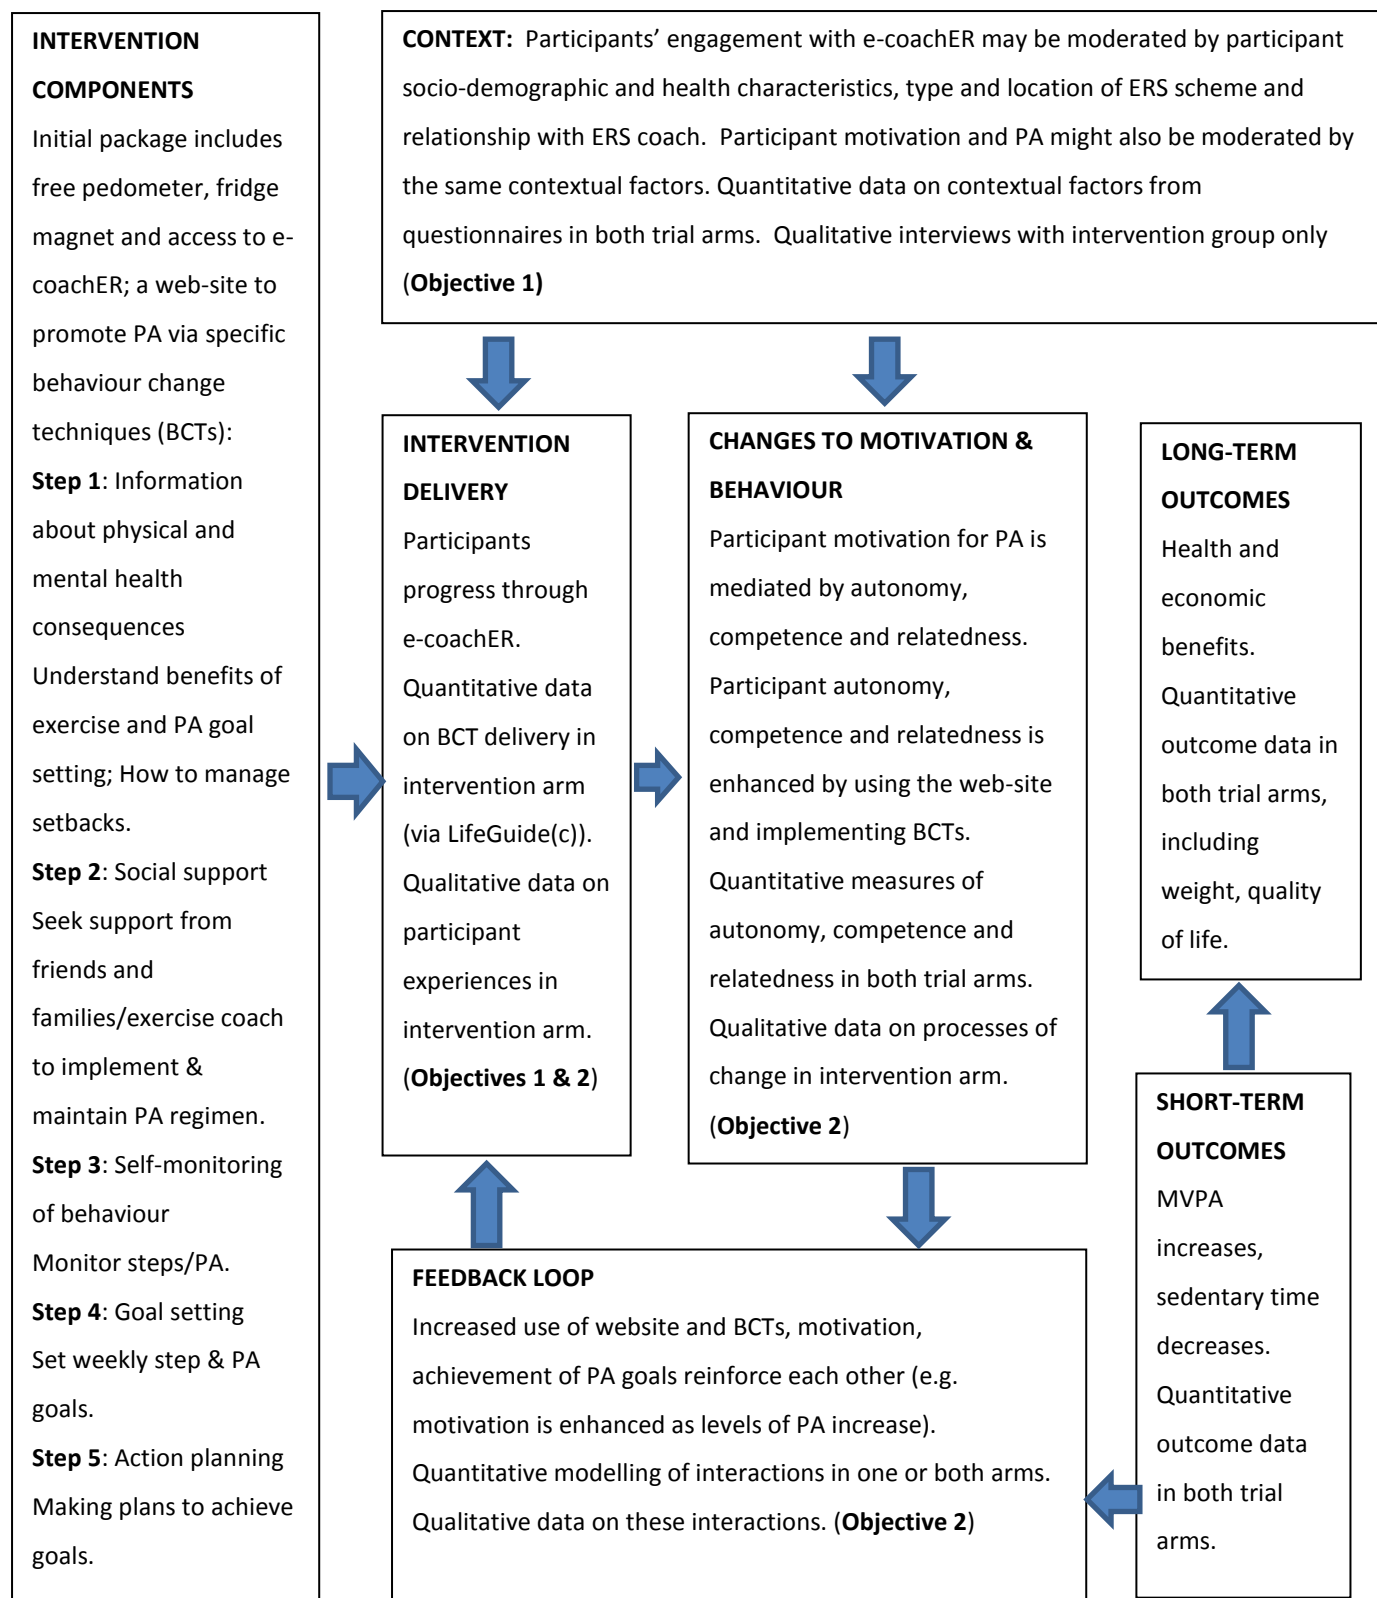 INTERVENTION
COMPONENTS
Initial package includes
free pedometer, fridge
magnet and access to e-
coachER; a web-site to
promote PA via specific
behaviour change
techniques (BCTs):
Step 1: Information
about physical and
mental health
consequences
Understand benefits of
exercise and PA goal
setting; How to manage
setbacks.
Step 2: Social support
Seek support from
friends and
families/exercise coach
to implement &
maintain PA regimen.
Step 3: Self-monitoring
of behaviour
Monitor steps/PA.
Step 4: Goal setting
Set weekly step & PA
goals.
Step 5: Action planning
Making plans to achieve
goals.
CONTEXT: Participants’ engagement with e-coachER may be moderated by participant
socio-demographic and health characteristics, type and location of ERS scheme and
relationship with ERS coach. Participant motivation and PA might also be moderated by
the same contextual factors. Quantitative data on contextual factors from
questionnaires in both trial arms. Qualitative interviews with intervention group only
(Objective 1)
INTERVENTION
DELIVERY
Participants
progress through
e-coachER.
Quantitative data
on BCT delivery in
intervention arm
(via LifeGuide(c)).
Qualitative data on
participant
experiences in
intervention arm.
(Objectives 1 & 2)
CHANGES TO MOTIVATION &
BEHAVIOUR
Participant motivation for PA is
mediated by autonomy,
competence and relatedness.
Participant autonomy,
competence and relatedness is
enhanced by using the web-site
and implementing BCTs.
Quantitative measures of
autonomy, competence and
relatedness in both trial arms.
Qualitative data on processes of
change in intervention arm.
(Objective 2)
LONG-TERM
OUTCOMES
Health and
economic
benefits.
Quantitative
outcome data in
both trial arms,
including
weight, quality
of life.
SHORT-TERM
OUTCOMES
MVPA
increases,
sedentary time
decreases.
Quantitative
outcome data
in both trial
arms.
FEEDBACK LOOP
Increased use of website and BCTs, motivation,
achievement of PA goals reinforce each other (e.g.
motivation is enhanced as levels of PA increase).
Quantitative modelling of interactions in one or both arms.
Qualitative data on these interactions. (Objective 2)